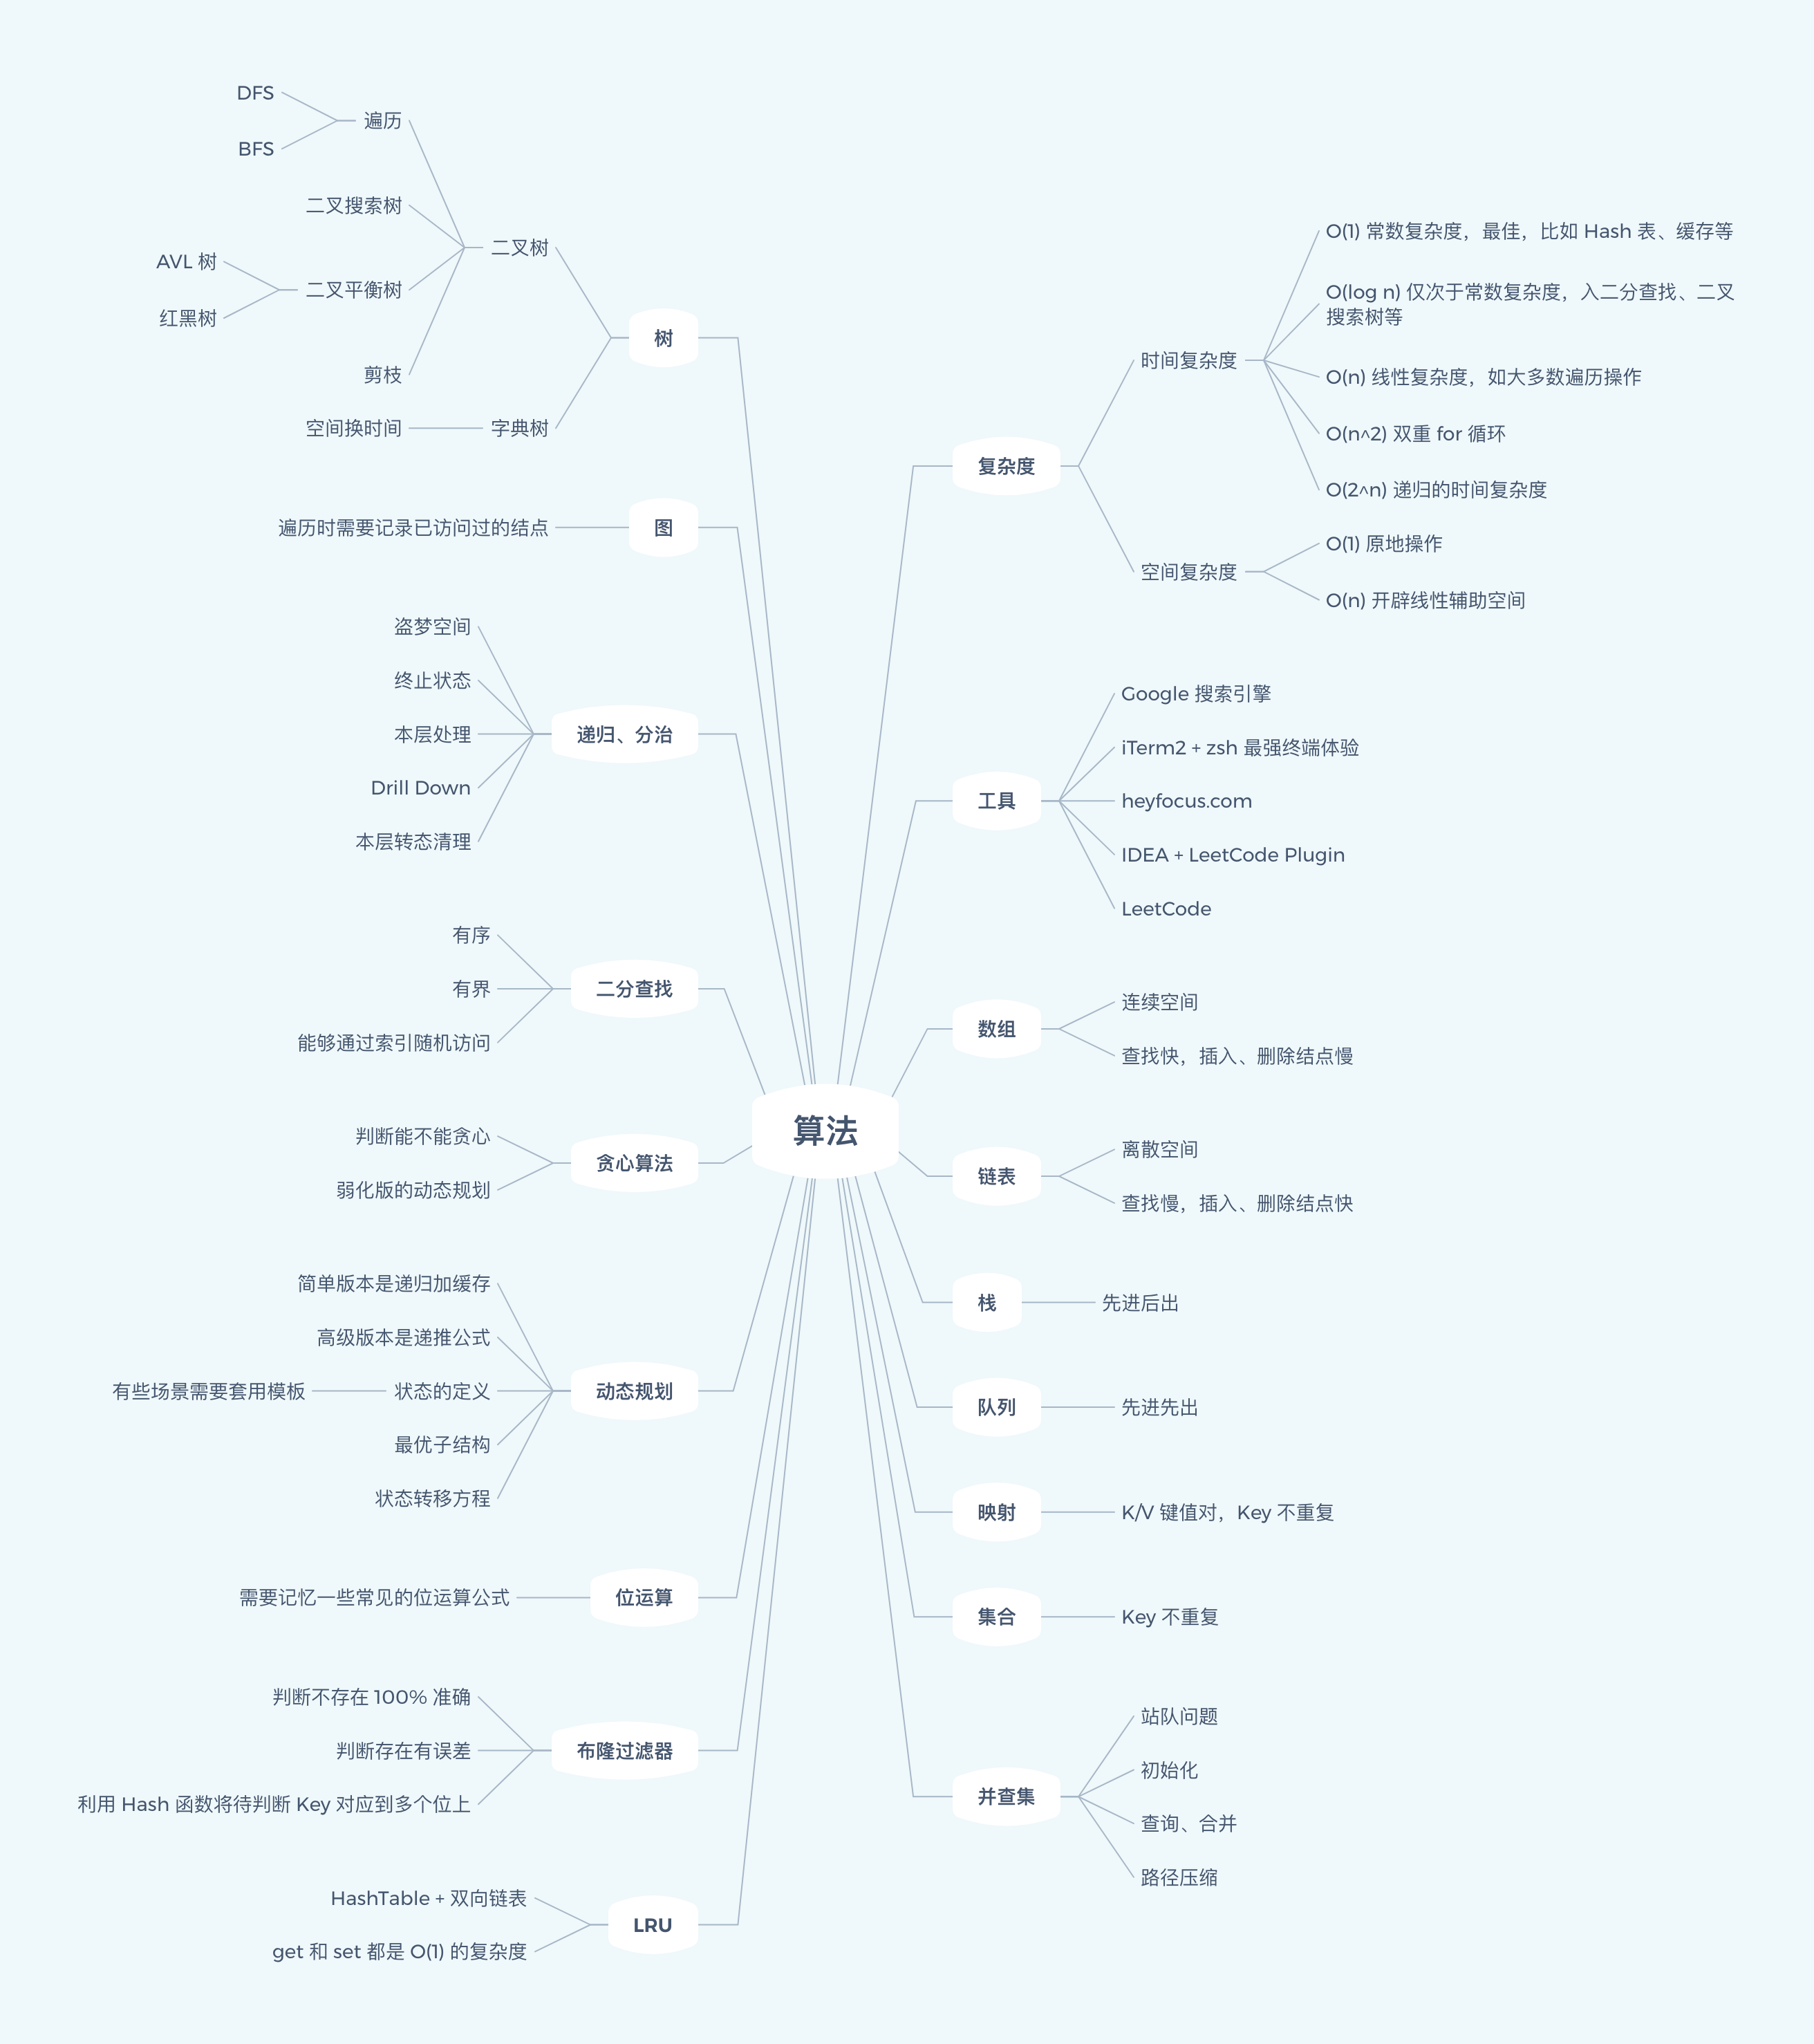 算法
复杂度
时间复杂度
O(1) 常数复杂度，最佳，比如 Hash 表、缓存等
O(log n) 仅次于常数复杂度，入二分查找、二叉
搜索树等
O(n) 线性复杂度，如大多数遍历操作
O(n^2) 双重 for 循环
O(2^n) 递归的时间复杂度
空间复杂度
O(1) 原地操作
O(n) 开辟线性辅助空间
工具
Google 搜索引擎
iTerm2 + zsh 最强终端体验
heyfocus.com
IDEA + LeetCode Plugin
LeetCode
数组
连续空间
查找快，插入、删除结点慢
链表
离散空间
查找慢，插入、删除结点快
栈
先进后出
队列
先进先出
映射
K/V 键值对，Key 不重复
集合
Key 不重复
并查集
站队问题
初始化
查询、合并
路径压缩
树
二叉树
遍历
DFS
BFS
二叉搜索树
二叉平衡树
AVL 树
红黑树
剪枝
字典树
空间换时间
图
遍历时需要记录已访问过的结点
递归、分治
盗梦空间
终止状态
本层处理
Drill Down
本层转态清理
二分查找
有序
有界
能够通过索引随机访问
贪心算法
判断能不能贪心
弱化版的动态规划
动态规划
简单版本是递归加缓存
高级版本是递推公式
状态的定义
有些场景需要套用模板
最优子结构
状态转移方程
位运算
需要记忆一些常见的位运算公式
布隆过滤器
判断不存在 100% 准确
判断存在有误差
利用 Hash 函数将待判断 Key 对应到多个位上
LRU
HashTable + 双向链表
get 和 set 都是 O(1) 的复杂度